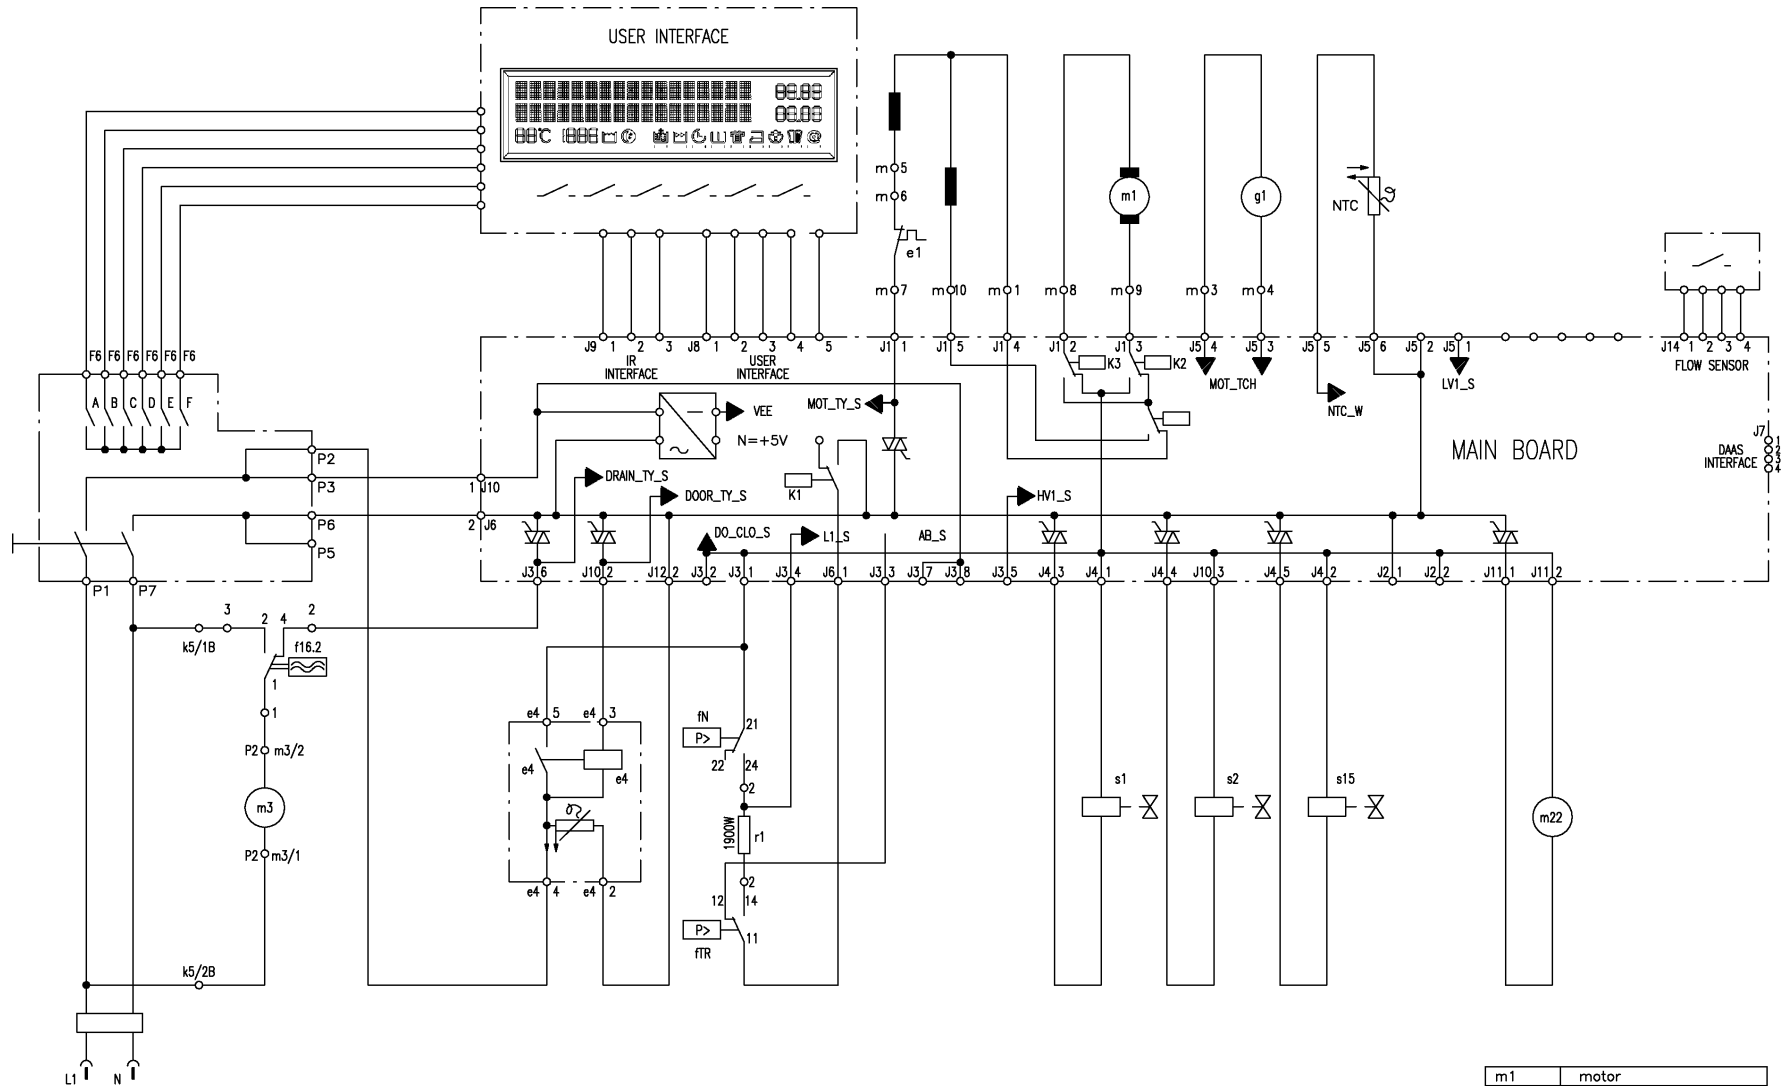 USER INTERFACE
m 5
m 6
e1
m 7
m 10
m 1
m 8
m 9
m 3
m 4
m1
g1
NTC
F6 F6 F6 F6 F6 F6
A B C D E F
J9 1 2 3 J8 1 2 3 4 5
IR INTERFACE
USER INTERFACE
J1 1
J1 5
J1 4
J1 2
J1 3
J5 4
J5 3
J5 5
J5 6
J5 2
J5 1
J14 1 2 3 4
FLOW SENSOR
K3
K2
MOT_TCH
NTC_W
LV1_S
MOT_TY_S
VEE
N=+5V
MAIN BOARD
J7 1 2 3 4
DAAS INTERFACE
P2
P3
P6
P5
P1
P7
1 J10
2 J6
DRAIN_TY_S
DOOR_TY_S
K1
DO_CLO_S
L1_S
AB_S
HV1_S
J3 6
J10 2
J12 2
J3 2
J3 1
J3 4
J6 1
J3 3
J3 7
J3 8
J3 5
J4 3
J4 1
J4 4
J10 3
J4 5
J4 2
J2 1
J2 2
J11 1
J11 2
3
2
4
2
k5/1B
f16.2
1
1
P2 m3/2
m3
P2 m3/1
k5/2B
e4 5
e4 3
e4
e4
e4 4
e4 2
fN
P>
21
22
24
2
1900W
r1
2
12
14
P>
11
fTR
s1
s2
s15
m22
L1
N
m1 motor